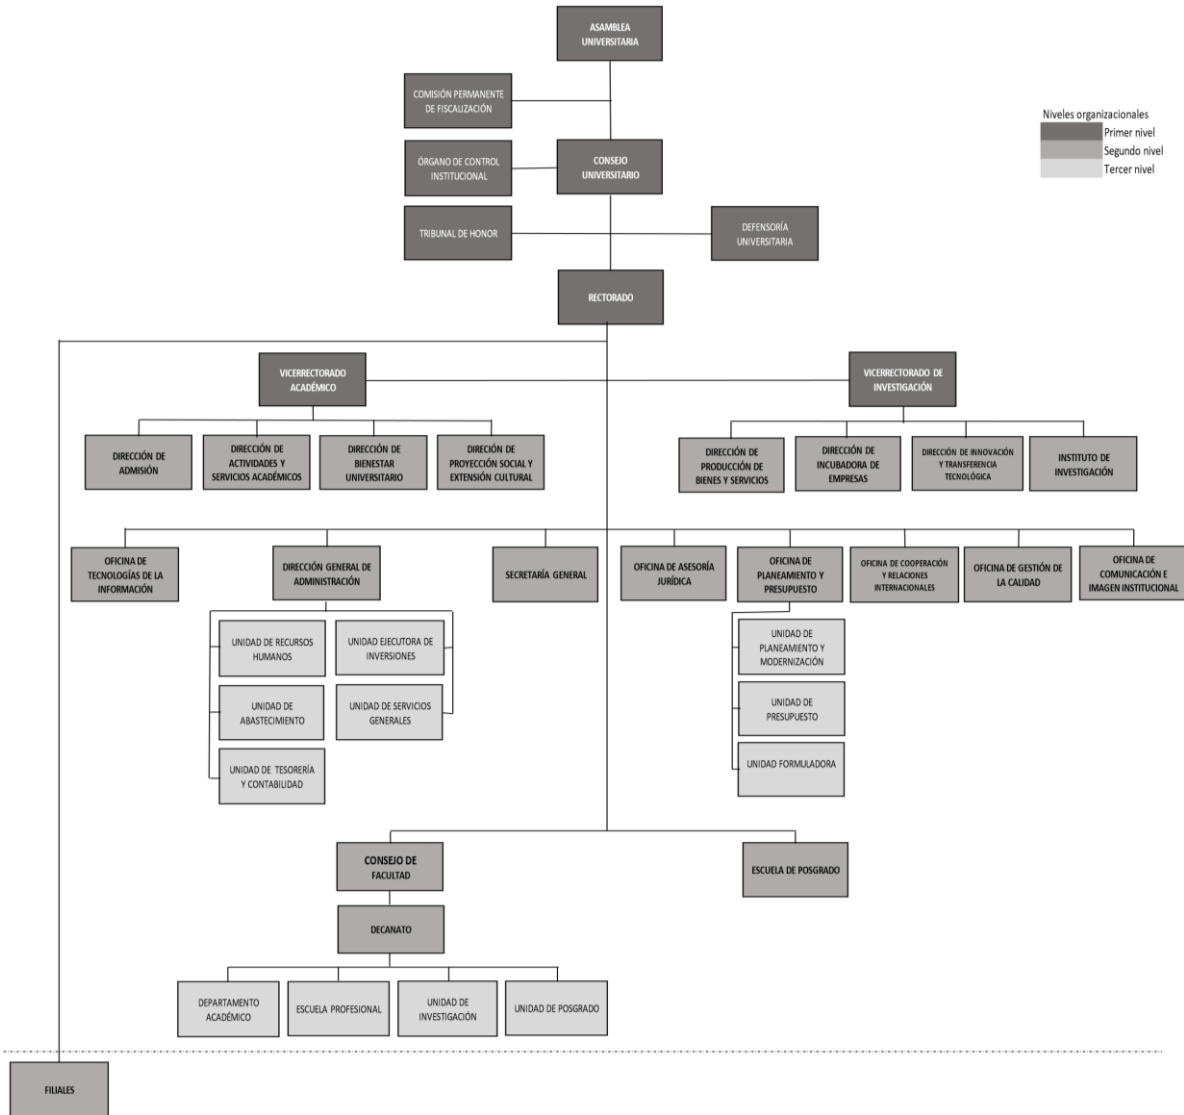 ASAMBLEA
UNIVERSITARIA
COMISIÓN PERMANENTE
DE FISCALIZACIÓN
Niveles organizacionales
Primer nivel
Segundo nivel
Tercer nivel
ÓRGANO DE CONTROL
INSTITUCIONAL
CONSEJO
UNIVERSITARIO
TRIBUNAL DE HONOR
DEFENSORÍA
UNIVERSITARIA
RECTORADO
VICERRECTORADO
ACADÉMICO
VICERRECTORADO DE
INVESTIGACIÓN
DIRECCIÓN DE
ADMISIÓN
DIRECCIÓN DE
ACTIVIDADES Y
SERVICIOS ACADÉMICOS
DIRECCIÓN DE
BIENESTAR
UNIVERSITARIO
DIRECIÓN DE
PROYECCIÓN SOCIAL Y
EXTENSIÓN CULTURAL
DIRECCIÓN DE
PRODUCCIÓN DE
BIENES Y SERVICIOS
DIRECCIÓN DE
INCUBADORA DE
EMPRESAS
DIRECCIÓN DE INNOVACIÓN
Y TRANSFERENCIA
TECNOLÓGICA
INSTITUTO DE
INVESTIGACIÓN
OFICINA DE
TECNOLOGÍAS DE LA
INFORMACIÓN
DIRECCIÓN GENERAL DE
ADMINISTRACIÓN
SECRETARÍA GENERAL
OFICINA DE ASESORÍA
JURÍDICA
OFICINA DE
PLANEAMIENTO Y
PRESUPUESTO
OFICINA DE COOPERACIÓN
Y RELACIONES
INTERNACIONALES
OFICINA DE GESTIÓN DE
LA CALIDAD
OFICINA DE
COMUNICACIÓN E
IMAGEN INSTITUCIONAL
UNIDAD DE RECURSOS
HUMANOS
UNIDAD EJECUTORA DE
INVERSIONES
UNIDAD DE
PLANEAMIENTO Y
MODERNIZACIÓN
UNIDAD DE
ABASTECIMIENTO
UNIDAD DE SERVICIOS
GENERALES
UNIDAD DE
PRESUPUESTO
UNIDAD DE TESORERÍA
Y CONTABILIDAD
UNIDAD FORMULADORA
CONSEJO DE
FACULTAD
ESCUELA DE POSGRADO
DECANATO
DEPARTAMENTO
ACADÉMICO
ESCUELA PROFESIONAL
UNIDAD DE
INVESTIGACIÓN
UNIDAD DE POSGRADO
FILIALES